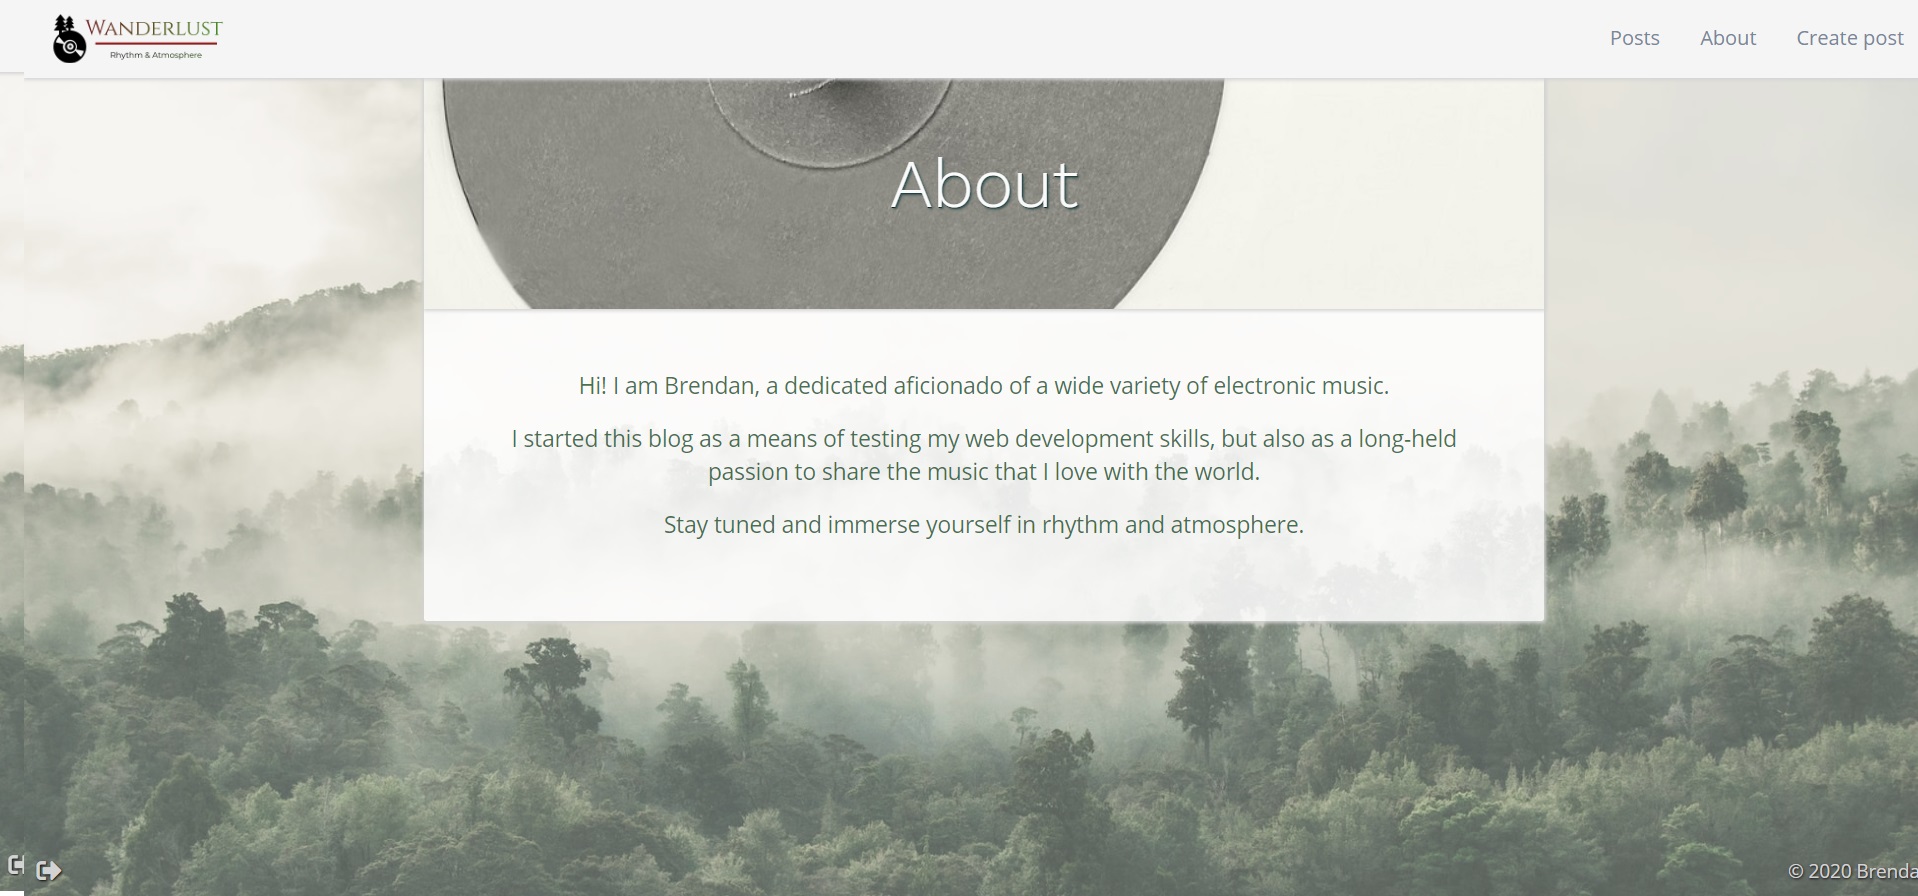 WANDERLUST
Rhythm & Atmosphere
Posts About Create post
About
Hi! I am Brendan, a dedicated aficionado of a wide variety of electronic music.
I started this blog as a means of testing my web development skills, but also as a long-held
passion to share the music that I love with the world.
Stay tuned and immerse yourself in rhythm and atmosphere.
© 2020 Brenda